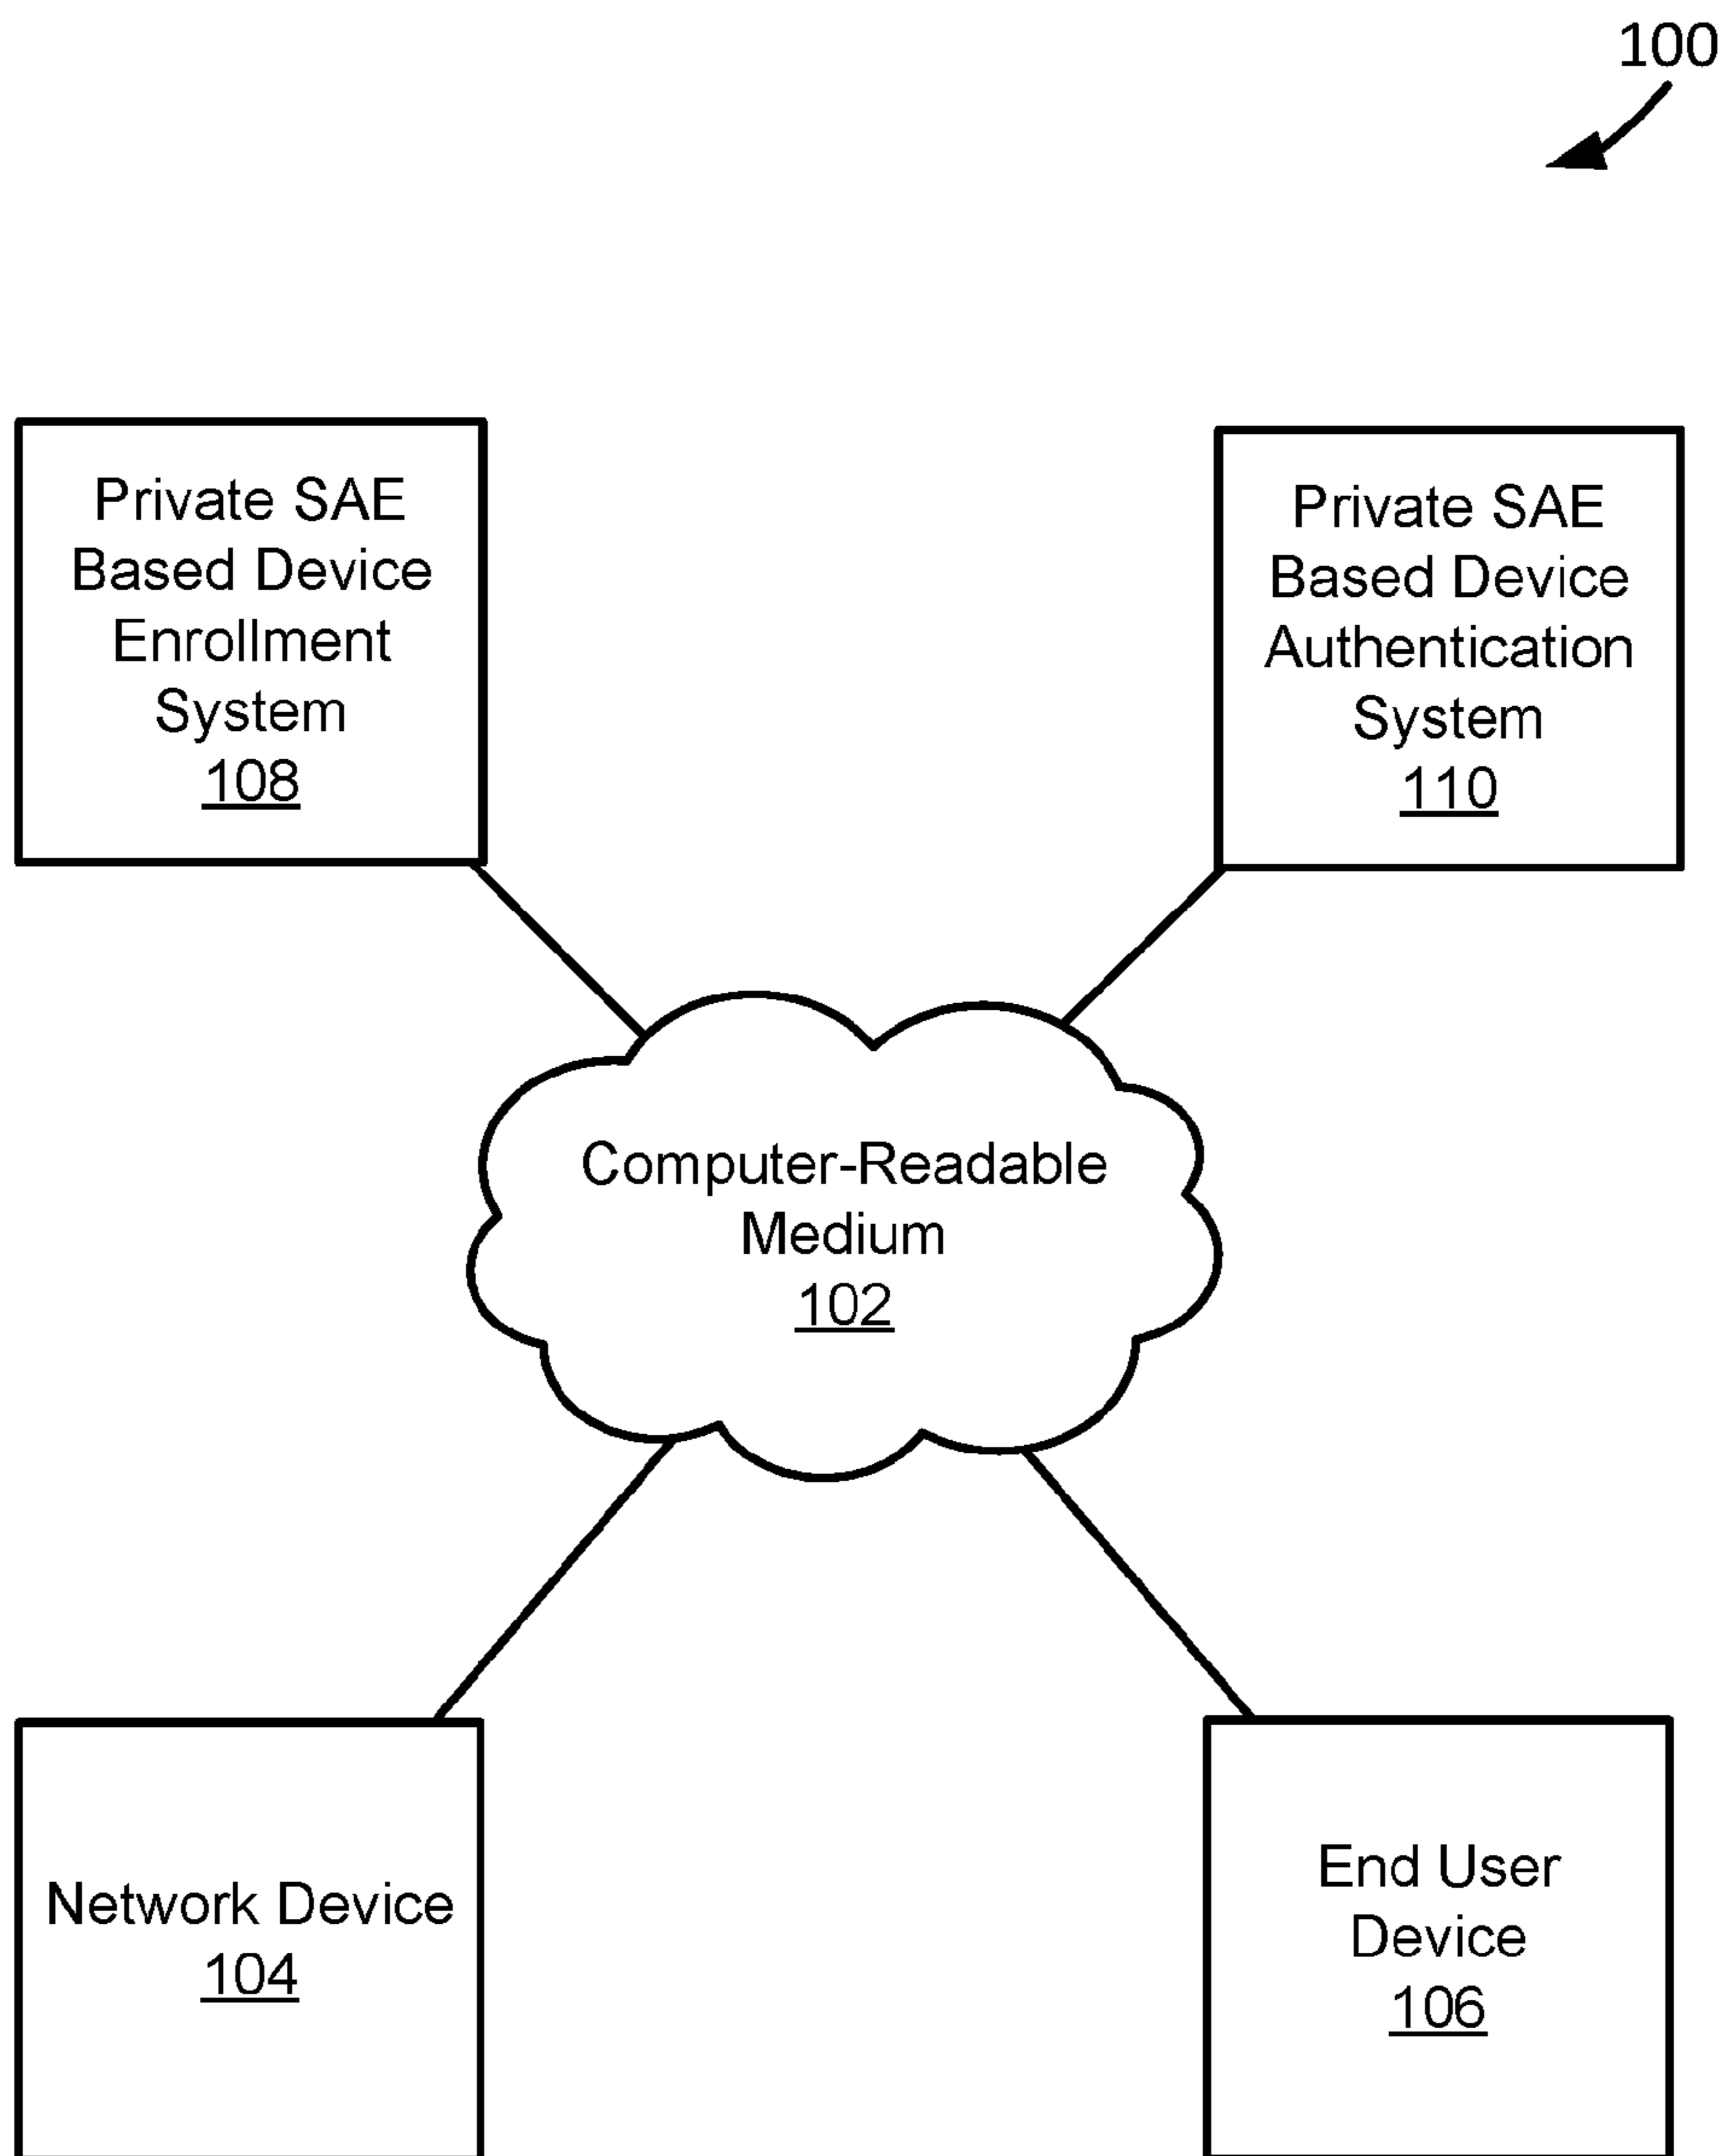 100
Private SAE
Based Device
Enrollment
System
108
Private SAE
Based Device
Authentication
System
110
Computer-Readable
Medium
102
Network Device
104
End User
Device
106